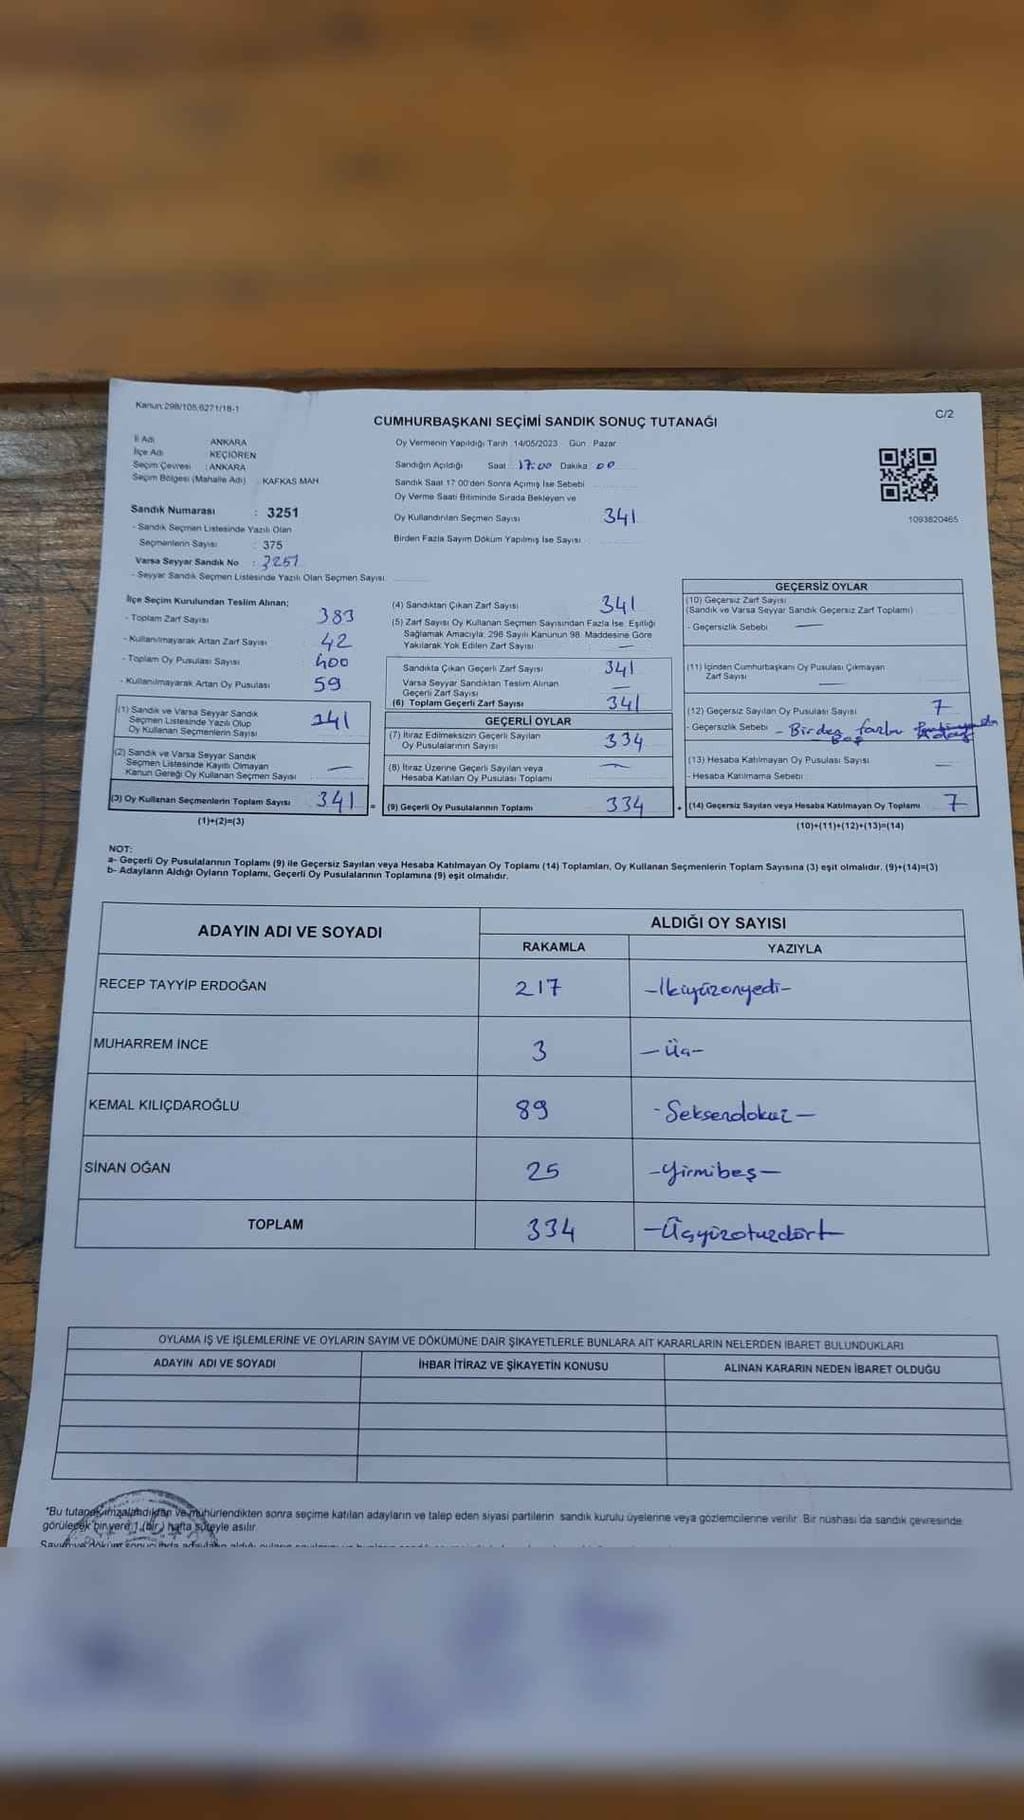 Kanun:298/105,6271/18-1
C/2
CUMHURBAŞKANI SEÇİMİ SANDIK SONUÇ TUTANAĞI
İl Adı ANKARA
İlçe Adı KEÇİÖREN
Seçim Çevresi : ANKARA
Seçim Bölgesi (Mahalle Adı) KAFKAS MAH
Sandık Numarası : 3251
- Sandık Seçmen Listesinde Yazılı Olan
Seçmenlerin Sayısı : 375
Varsa Seyyar Sandık No : 3251
- Seyyar Sandık Seçmen Listesinde Yazılı Olan Seçmen Sayısı
Oy Vermenin Yapıldığı Tarih 14/05/2023 Gün Pazar
Sandığın Açıldığı Saat 17:00 Dakika 00
Sandık Saat 17:00'den Sonra Açımış İse Sebebi
Oy Verme Saati Bitiminde Sırada Bekleyen ve
Oy Kullandırılan Seçmen Sayısı 341
Birden Fazla Sayım Döküm Yapılmış İse Sayısı
1093820465
İlçe Seçim Kurulundan Teslim Alınan;
- Toplam Zarf Sayısı 383
- Kullanılmayarak Artan Zarf Sayısı 42
- Toplam Oy Pusulası Sayısı 400
- Kullanılmayarak Artan Oy Pusulası 59
(1) Sandık ve Varsa Seyyar Sandık
Seçmen Listesinde Yazılı Olup
Oy Kullanan Seçmenlerin Sayısı 341
(2) Sandık ve Varsa Seyyar Sandık
Seçmen Listesinde Kayıtlı Olmayan
Kanun Gereği Oy Kullanan Seçmen Sayısı —
(3) Oy Kullanan Seçmenlerin Toplam Sayısı 341
(1)+(2)=(3)
(4) Sandıktan Çıkan Zarf Sayısı 341
(5) Zarf Sayısı Oy Kullanan Seçmen Sayısından Fazla İse, Eşitliği
Sağlamak Amacıyla; 298 Sayılı Kanunun 98. Maddesine Göre
Yakılarak Yok Edilen Zarf Sayısı —
Sandıkta Çıkan Geçerli Zarf Sayısı 341
Varsa Seyyar Sandıktan Teslim Alınan
Geçerli Zarf Sayısı —
(6) Toplam Geçerli Zarf Sayısı 341
GEÇERLİ OYLAR
(7) İtiraz Edilmeksizin Geçerli Sayılan
Oy Pusulalarının Sayısı 334
(8) İtiraz Üzerine Geçerli Sayılan veya
Hesaba Katılan Oy Pusulası Toplamı —
= (9) Geçerli Oy Pusulalarının Toplamı 334
GEÇERSİZ OYLAR
(10) Geçersiz Zarf Sayısı
(Sandık ve Varsa Seyyar Sandık Geçersiz Zarf Toplamı)
- Geçersizlik Sebebi —
(11) İçinden Cumhurbaşkanı Oy Pusulası Çıkmayan
Zarf Sayısı —
(12) Geçersiz Sayılan Oy Pusulası Sayısı 7
- Geçersizlik Sebebi - Birden fazla
Boş
(13) Hesaba Katılmayan Oy Pusulası Sayısı —
- Hesaba Katılmama Sebebi
+ (14) Geçersiz Sayılan veya Hesaba Katılmayan Oy Toplamı 7
(10)+(11)+(12)+(13)=(14)
NOT:
a- Geçerli Oy Pusulalarının Toplamı (9) ile Geçersiz Sayılan veya Hesaba Katılmayan Oy Toplamı (14) Toplamları, Oy Kullanan Seçmenlerin Toplam Sayısına (3) eşit olmalıdır. (9)+(14)=(3)
b- Adayların Aldığı Oyların Toplamı, Geçerli Oy Pusulalarının Toplamına (9) eşit olmalıdır.
ADAYIN ADI VE SOYADI ALDIĞI OY SAYISI
RAKAMLA YAZIYLA
RECEP TAYYİP ERDOĞAN 217 -İkiyüzonyedi-
MUHARREM İNCE 3 -Üç-
KEMAL KILIÇDAROĞLU 89 -Seksendokuz-
SİNAN OĞAN 25 -Yirmibeş-
TOPLAM 334 -Üçyüzotuzdört-
OYLAMA İŞ VE İŞLEMLERİNE VE OYLARIN SAYIM VE DÖKÜMÜNE DAİR ŞİKAYETLERLE BUNLARA AİT KARARLARIN NELERDEN İBARET BULUNDUKLARI
ADAYIN ADI VE SOYADI İHBAR İTİRAZ VE ŞİKAYETİN KONUSU ALINAN KARARIN NEDEN İBARET OLDUĞU
*Bu tutanak imzalandıktan ve mühürlendikten sonra seçime katılan adayların ve talep eden siyasi partilerin sandık kurulu üyelerine veya gözlemcilerine verilir. Bir nüshası da sandık çevresinde
görülecek bir yere 1 (bir) hafta süreyle asılır.